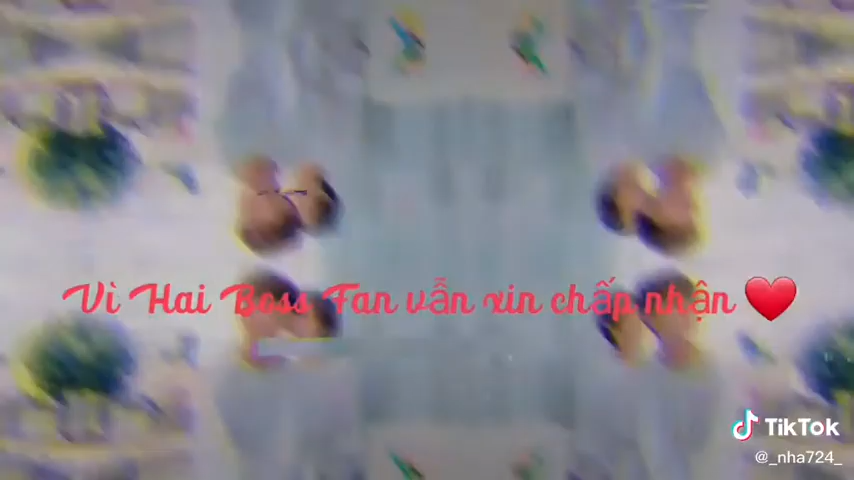 Vì Hai Boss Fan vẫn xin chấp nhận ❤️
TikTok
@_nha724_